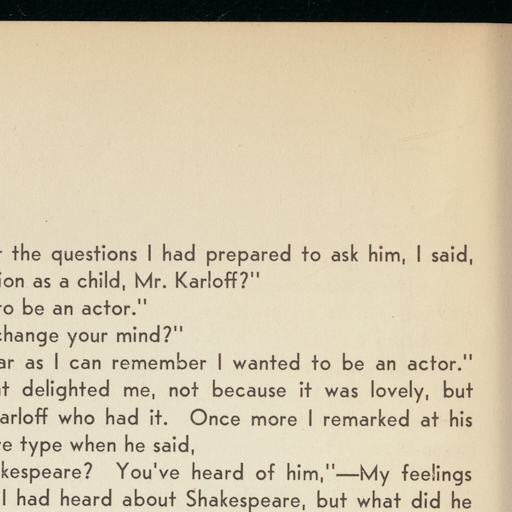 the questions I had prepared to ask him, I said,
ion as a child, Mr. Karloff?"
to be an actor."
change your mind?"
ar as I can remember I wanted to be an actor."
t delighted me, not because it was lovely, but
arloff who had it. Once more I remarked at his
e type when he said,
kespeare? You've heard of him,"—My feelings
I had heard about Shakespeare, but what did he